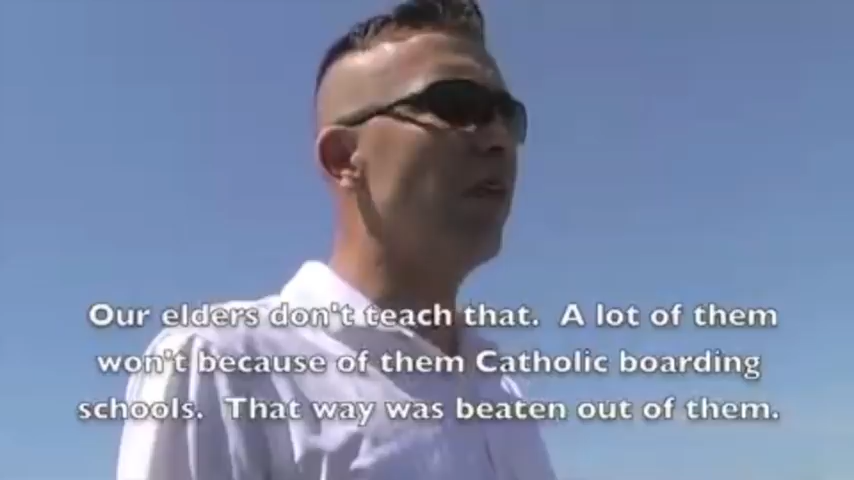 Our elders don't teach that. A lot of them
won't because of them Catholic boarding
schools. That way was beaten out of them.